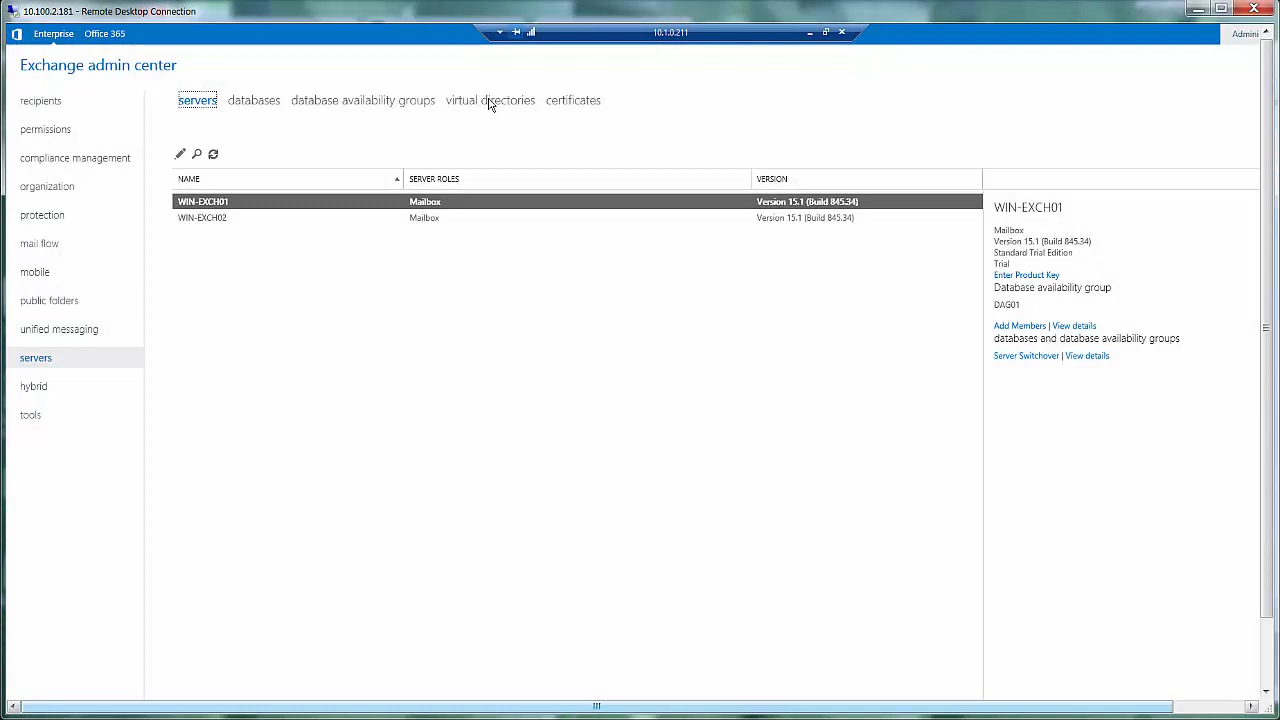 10.100.2.181 - Remote Desktop Connection
Enterprise Office 365 10.1.0.211 Admini
Exchange admin center
recipients
permissions
compliance management
organization
protection
mail flow
mobile
public folders
unified messaging
servers
hybrid
tools
servers databases database availability groups virtual directories certificates
NAME SERVER ROLES VERSION
WIN-EXCH01 Mailbox Version 15.1 (Build 845.34)
WIN-EXCH02 Mailbox Version 15.1 (Build 845.34)
WIN-EXCH01
Mailbox
Version 15.1 (Build 845.34)
Standard Trial Edition
Trial
Enter Product Key
Database availability group
DAG01
Add Members | View details
databases and database availability groups
Server Switchover | View details